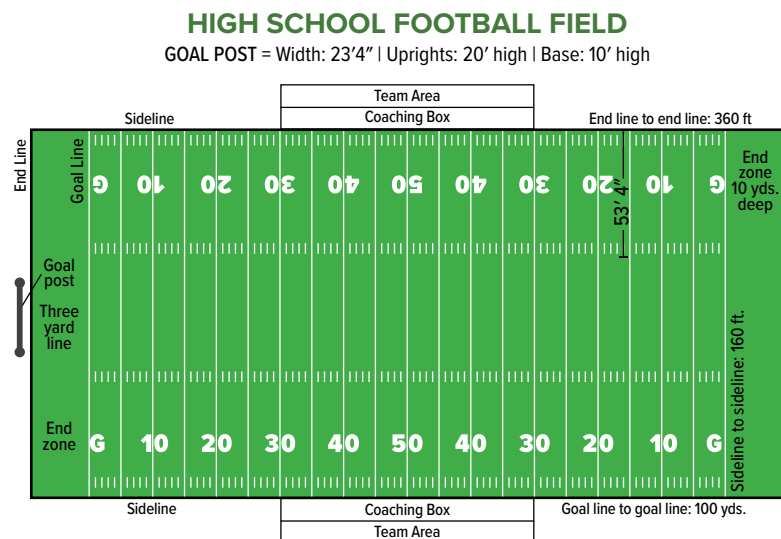 HIGH SCHOOL FOOTBALL FIELD
GOAL POST = Width: 23′4″ | Uprights: 20′ high | Base: 10′ high
Team Area
Sideline
Coaching Box
End line to end line: 360 ft
End Line
Goal Line
G 10 20 30 40 50 40 30 20 10 G
End
zone
10 yds.
deep
53′ 4″
Goal
post
Three
yard
line
Sideline to sideline: 160 ft.
End
zone
G 10 20 30 40 50 40 30 20 10 G
Sideline
Coaching Box
Goal line to goal line: 100 yds.
Team Area